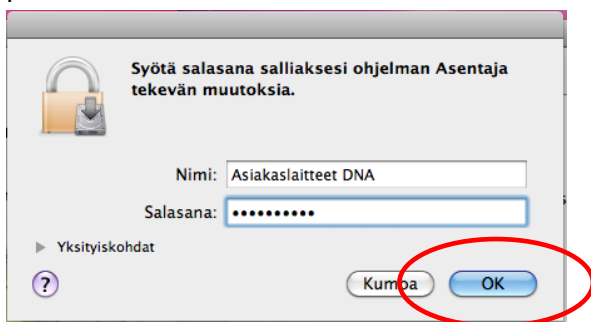 Syötä salasana salliaksesi ohjelman Asentaja
tekevän muutoksia.
Nimi: Asiakaslaitteet DNA
Salasana: ••••••••••
Yksityiskohdat
? Kumoa OK